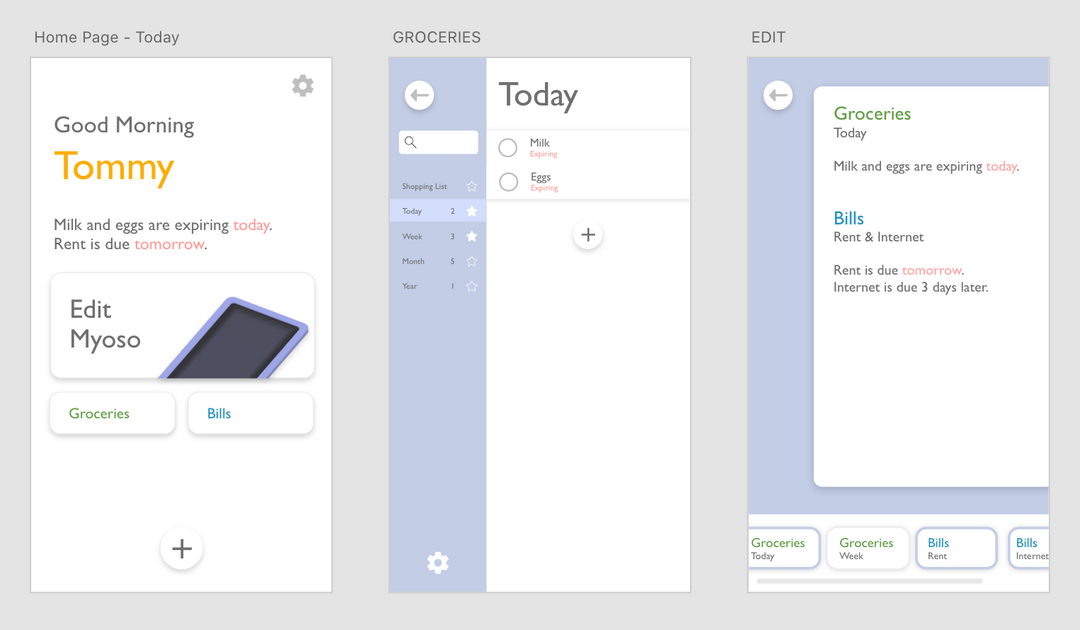 Home Page - Today
Good Morning
Tommy
Milk and eggs are expiring today.
Rent is due tomorrow.
Edit
Myoso
Groceries
Bills
GROCERIES
Today
Milk
Expiring
Eggs
Expiring
Shopping List
Today 2
Week 3
Month 5
Year 1
EDIT
Groceries
Today
Milk and eggs are expiring today.
Bills
Rent & Internet
Rent is due tomorrow.
Internet is due 3 days later.
Groceries
Today
Groceries
Week
Bills
Rent
Bills
Internet